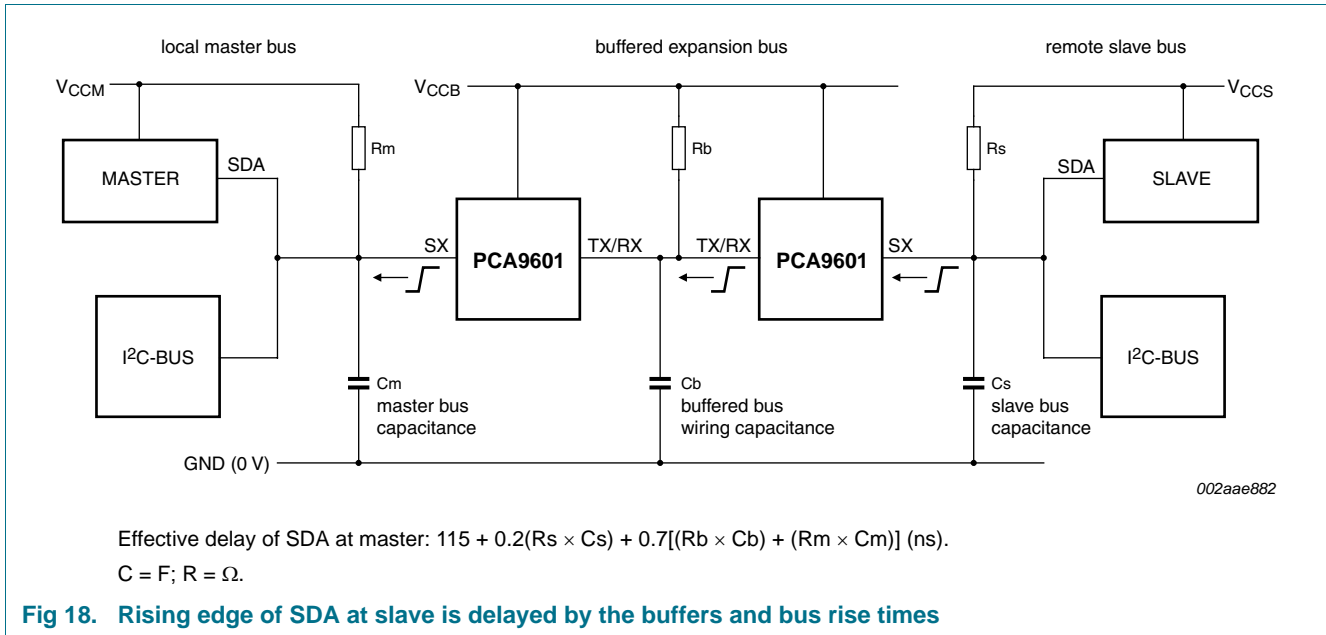 local master bus
buffered expansion bus
remote slave bus
VCCM
VCCB
VCCS
Rm
Rb
Rs
MASTER
SDA
SDA
SLAVE
SX
PCA9601
TX/RX
TX/RX
PCA9601
SX
I²C-BUS
I²C-BUS
Cm
master bus
capacitance
Cb
buffered bus
wiring capacitance
Cs
slave bus
capacitance
GND (0 V)
002aae882
Effective delay of SDA at master: 115 + 0.2(Rs × Cs) + 0.7[(Rb × Cb) + (Rm × Cm)] (ns).
C = F; R = Ω.
Fig 18. Rising edge of SDA at slave is delayed by the buffers and bus rise times